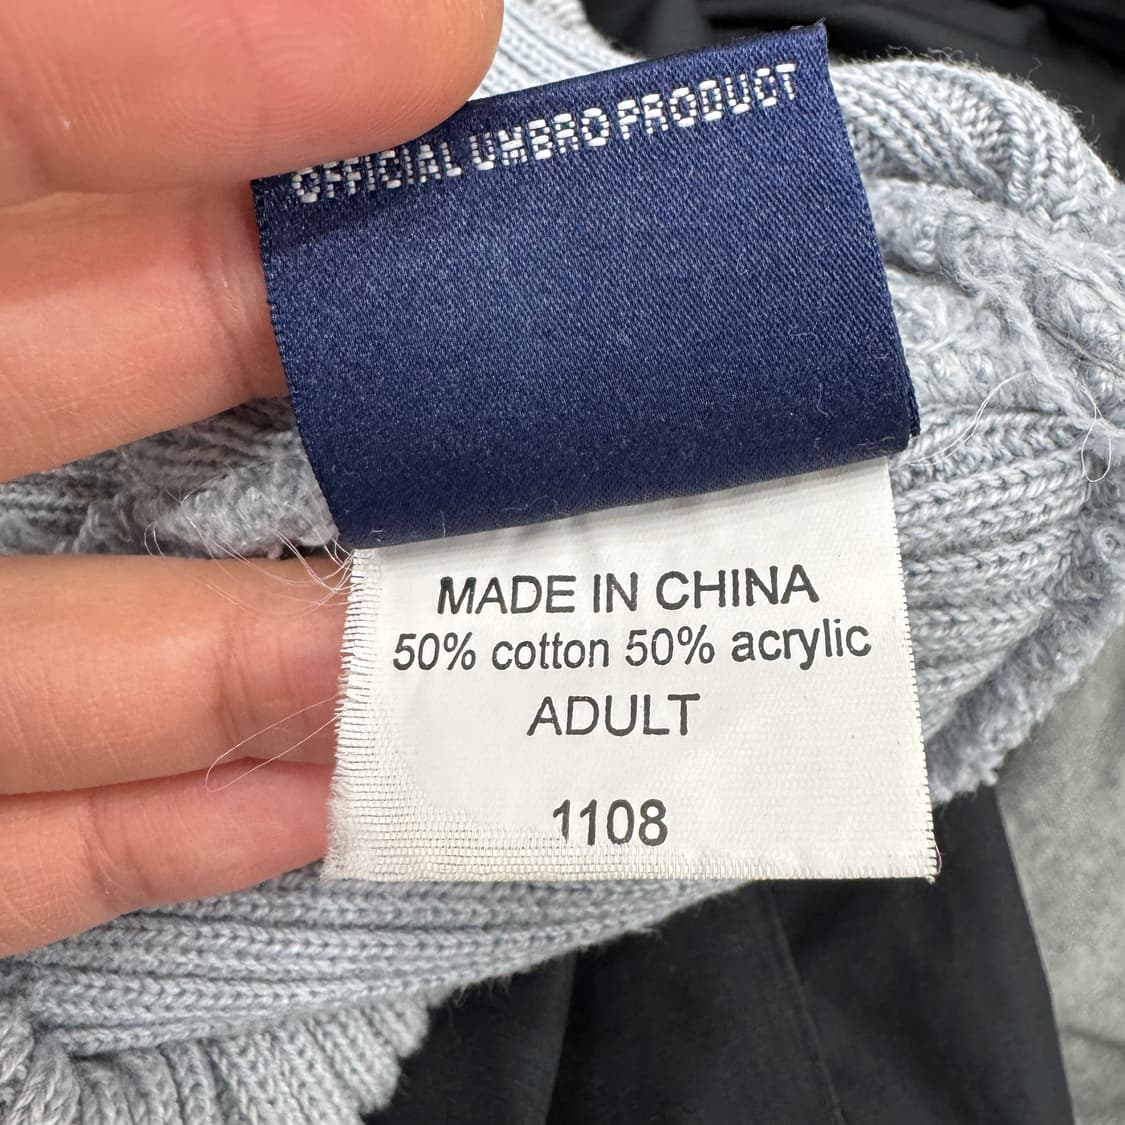 OFFICIAL UMBRO PRODUCT
MADE IN CHINA
50% cotton 50% acrylic
ADULT
1108